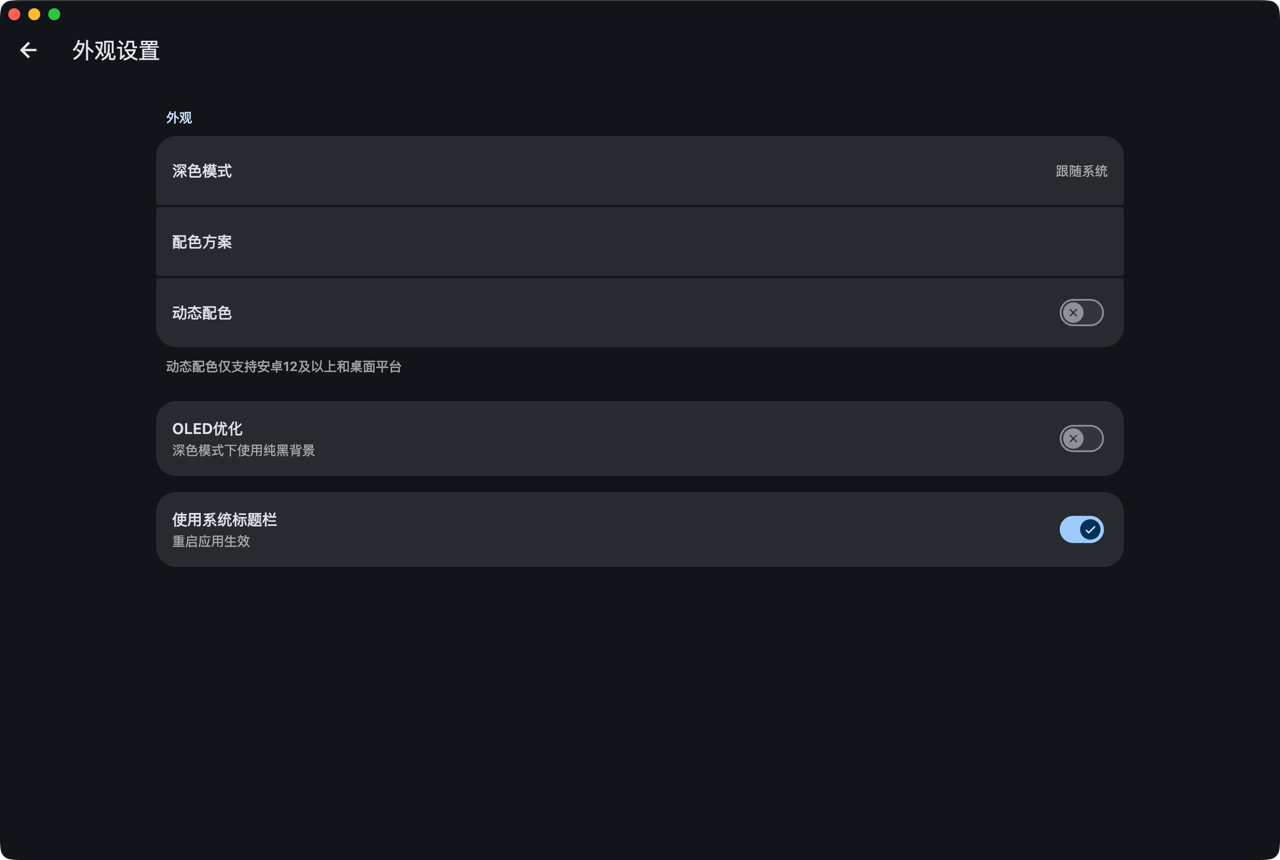 外观设置
外观
深色模式
跟随系统
配色方案
动态配色
动态配色仅支持安卓12及以上和桌面平台
OLED优化
深色模式下使用纯黑背景
使用系统标题栏
重启应用生效